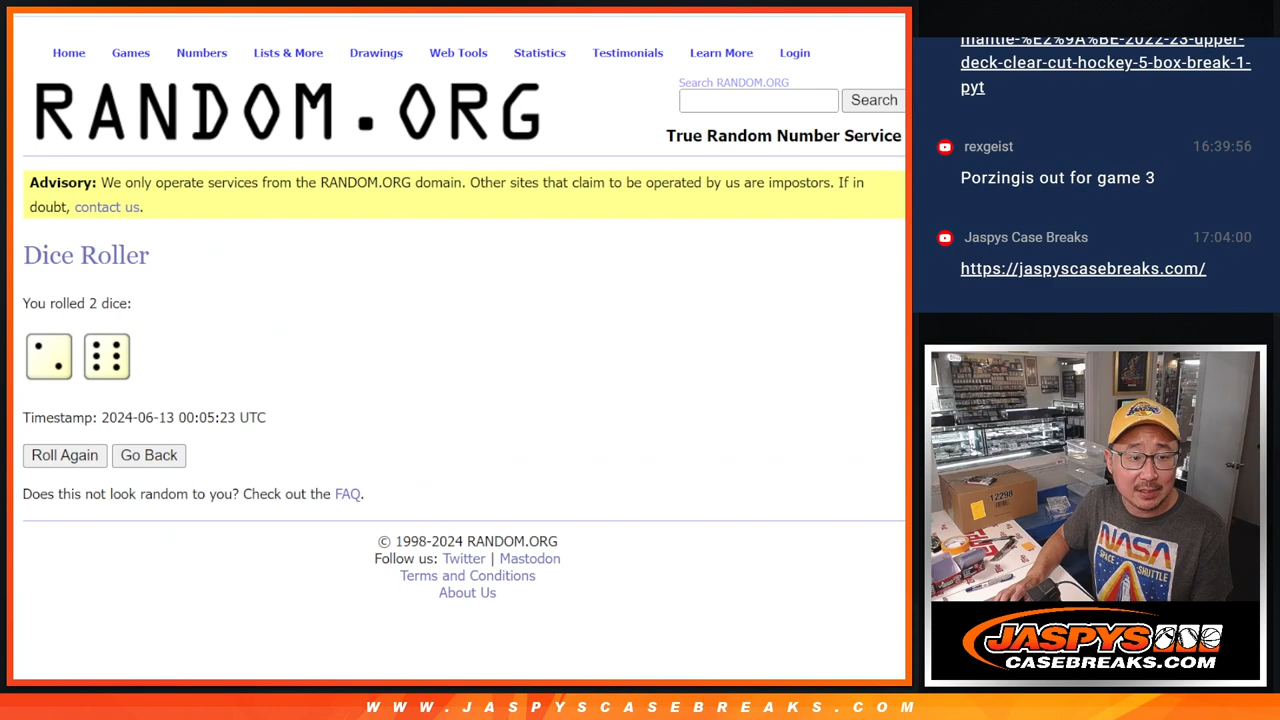 Home Games Numbers Lists & More Drawings Web Tools Statistics Testimonials Learn More Login
RANDOM.ORG
Search RANDOM.ORG
Search
True Random Number Service
Advisory: We only operate services from the RANDOM.ORG domain. Other sites that claim to be operated by us are impostors. If in
doubt, contact us.
Dice Roller
You rolled 2 dice:
Timestamp: 2024-06-13 00:05:23 UTC
Roll Again Go Back
Does this not look random to you? Check out the FAQ.
© 1998-2024 RANDOM.ORG
Follow us: Twitter | Mastodon
Terms and Conditions
About Us
mantle-%E2%9A%BE-2022-23-upper-
deck-clear-cut-hockey-5-box-break-1-
pyt
rexgeist 16:39:56
Porzingis out for game 3
Jaspys Case Breaks 17:04:00
https://jaspyscasebreaks.com/
12298
NASA
SPACE SHUTTLE
JASPYS
CASEBREAKS.COM
WWW.JASPYSCASEBREAKS.COM